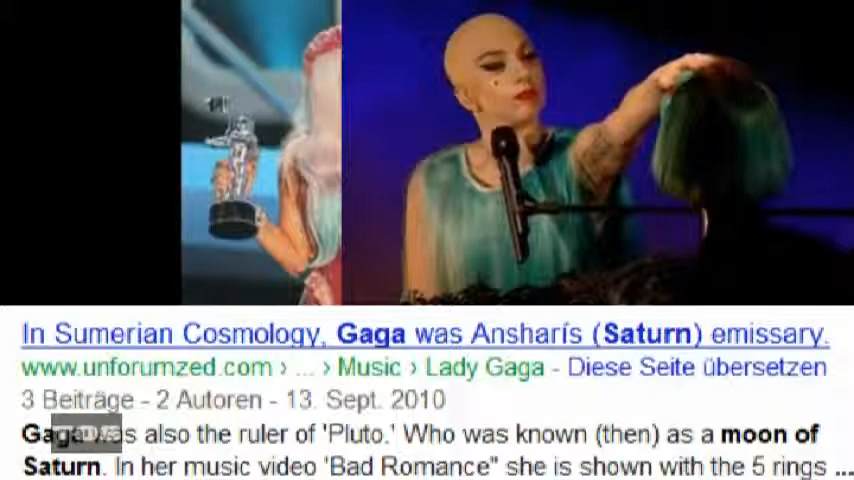 In Sumerian Cosmology, Gaga was Ansharís (Saturn) emissary.
www.unforumzed.com › ... › Music › Lady Gaga - Diese Seite übersetzen
3 Beiträge - 2 Autoren - 13. Sept. 2010
Gaga was also the ruler of 'Pluto.' Who was known (then) as a moon of
Saturn. In her music video 'Bad Romance" she is shown with the 5 rings ...